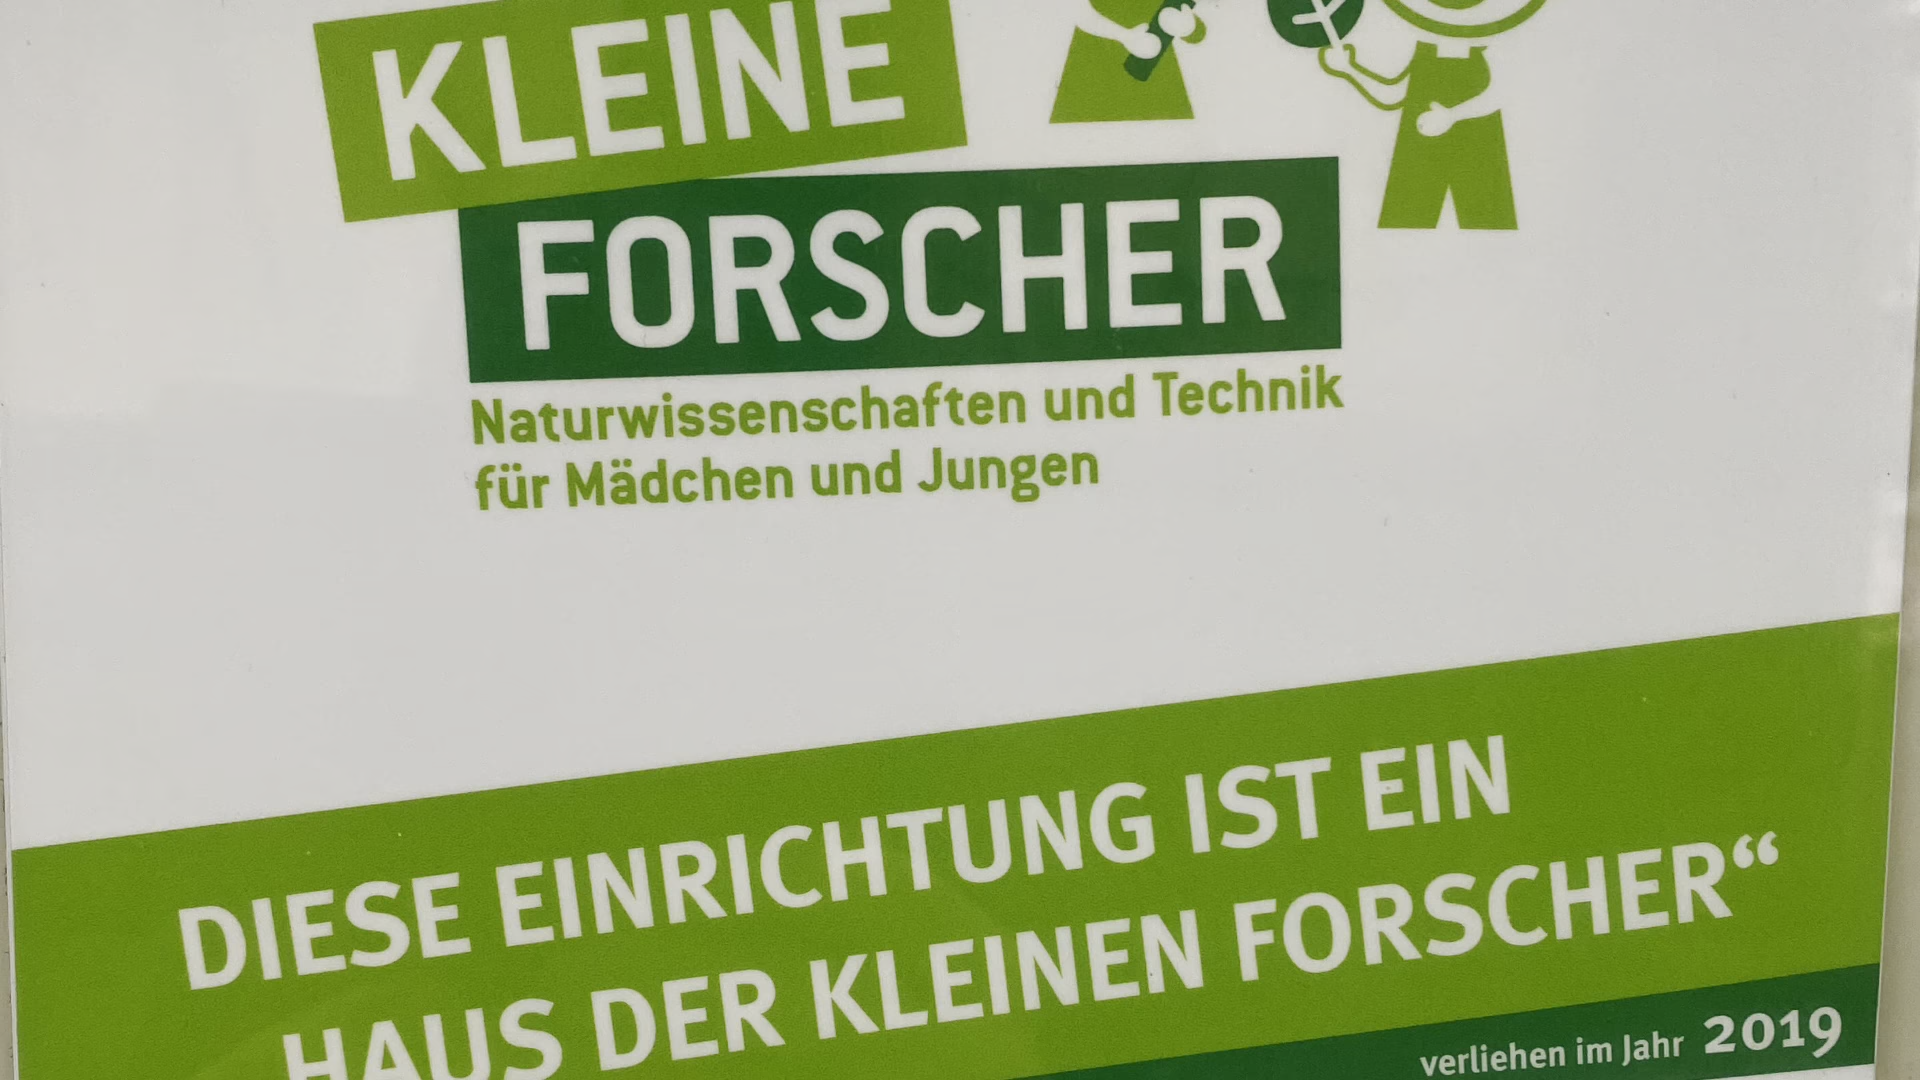 KLEINE
FORSCHER
Naturwissenschaften und Technik
für Mädchen und Jungen
DIESE EINRICHTUNG IST EIN
HAUS DER KLEINEN FORSCHER“
verliehen im Jahr 2019